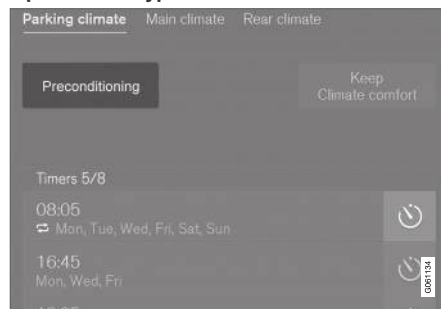 Parking climate Main climate Rear climate
Preconditioning
Keep
Climate comfort
Timers 5/8
08:05
Mon, Tue, Wed, Fri, Sat, Sun
16:45
Mon, Wed, Fri
G061134